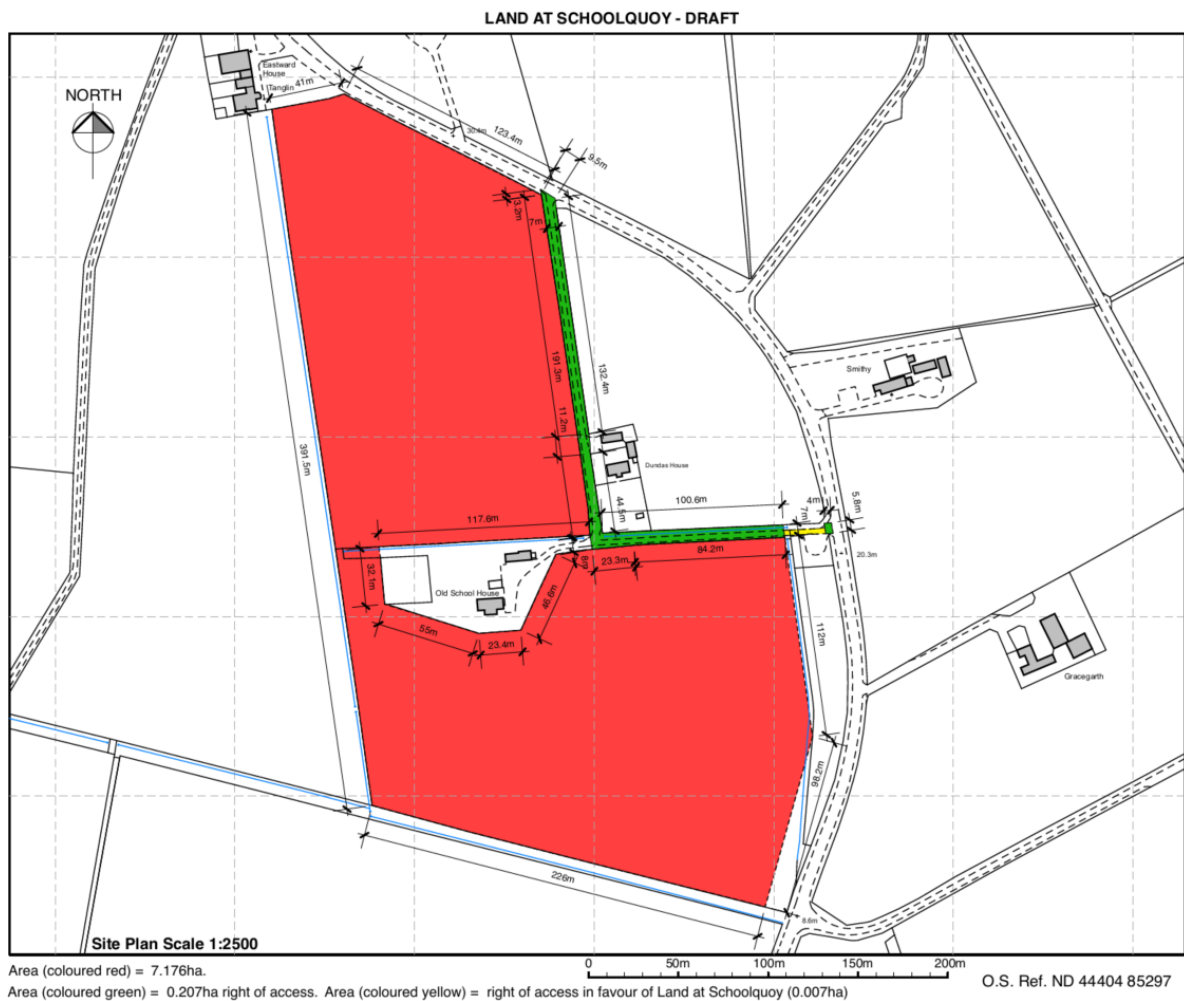 LAND AT SCHOOLQUOY - DRAFT
Eastward
House
Tanglin
41m
NORTH
30.4m
123.4m
9.5m
3.2m
7m
191.3m
132.4m
11.2m
Smithy
Dundas House
391.5m
44.5m
100.6m
4m
7m
5.8m
117.6m
20.3m
8m
23.3m
84.2m
32.1m
Old School House
46.6m
55m
23.4m
112m
Gracegarth
98.2m
226m
8.6m
Site Plan Scale 1:2500
0 50m 100m 150m 200m
Area (coloured red) = 7.176ha.
O.S. Ref. ND 44404 85297
Area (coloured green) = 0.207ha right of access. Area (coloured yellow) = right of access in favour of Land at Schoolquoy (0.007ha)